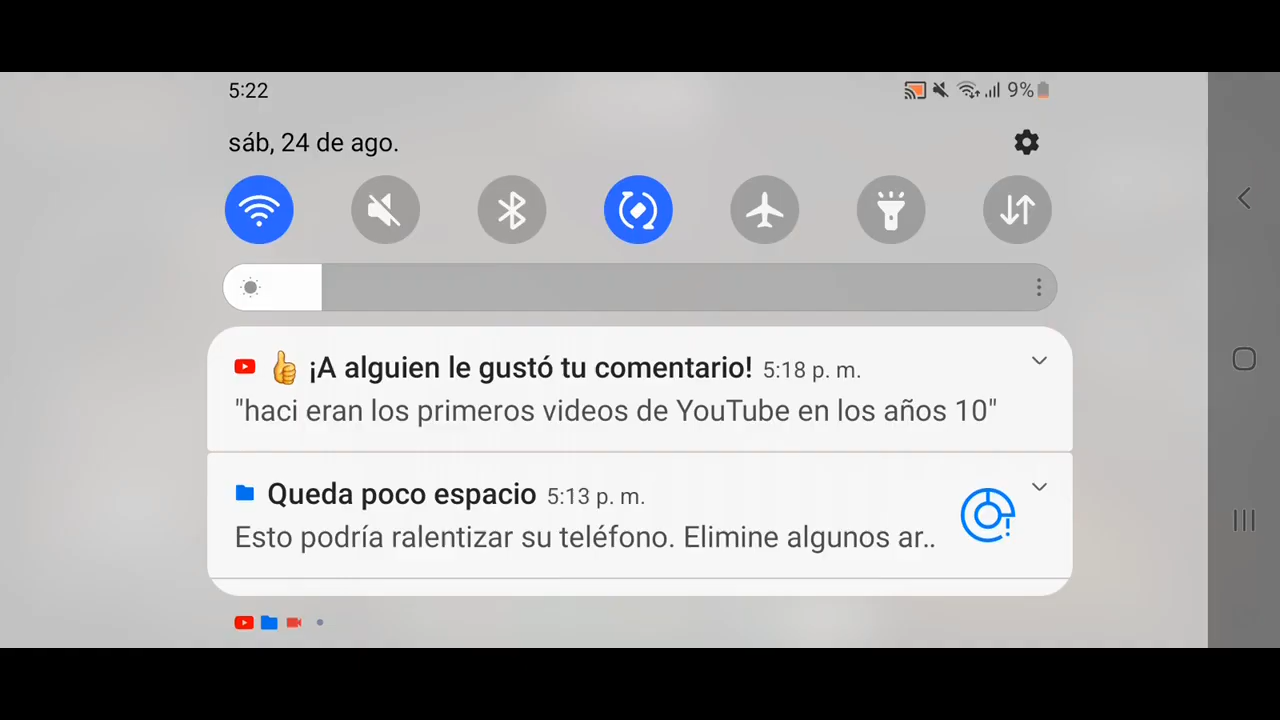 5:22
9%
sáb, 24 de ago.
👍 ¡A alguien le gustó tu comentario! 5:18 p. m.
"haci eran los primeros videos de YouTube en los años 10"
Queda poco espacio 5:13 p. m.
Esto podría ralentizar su teléfono. Elimine algunos ar..